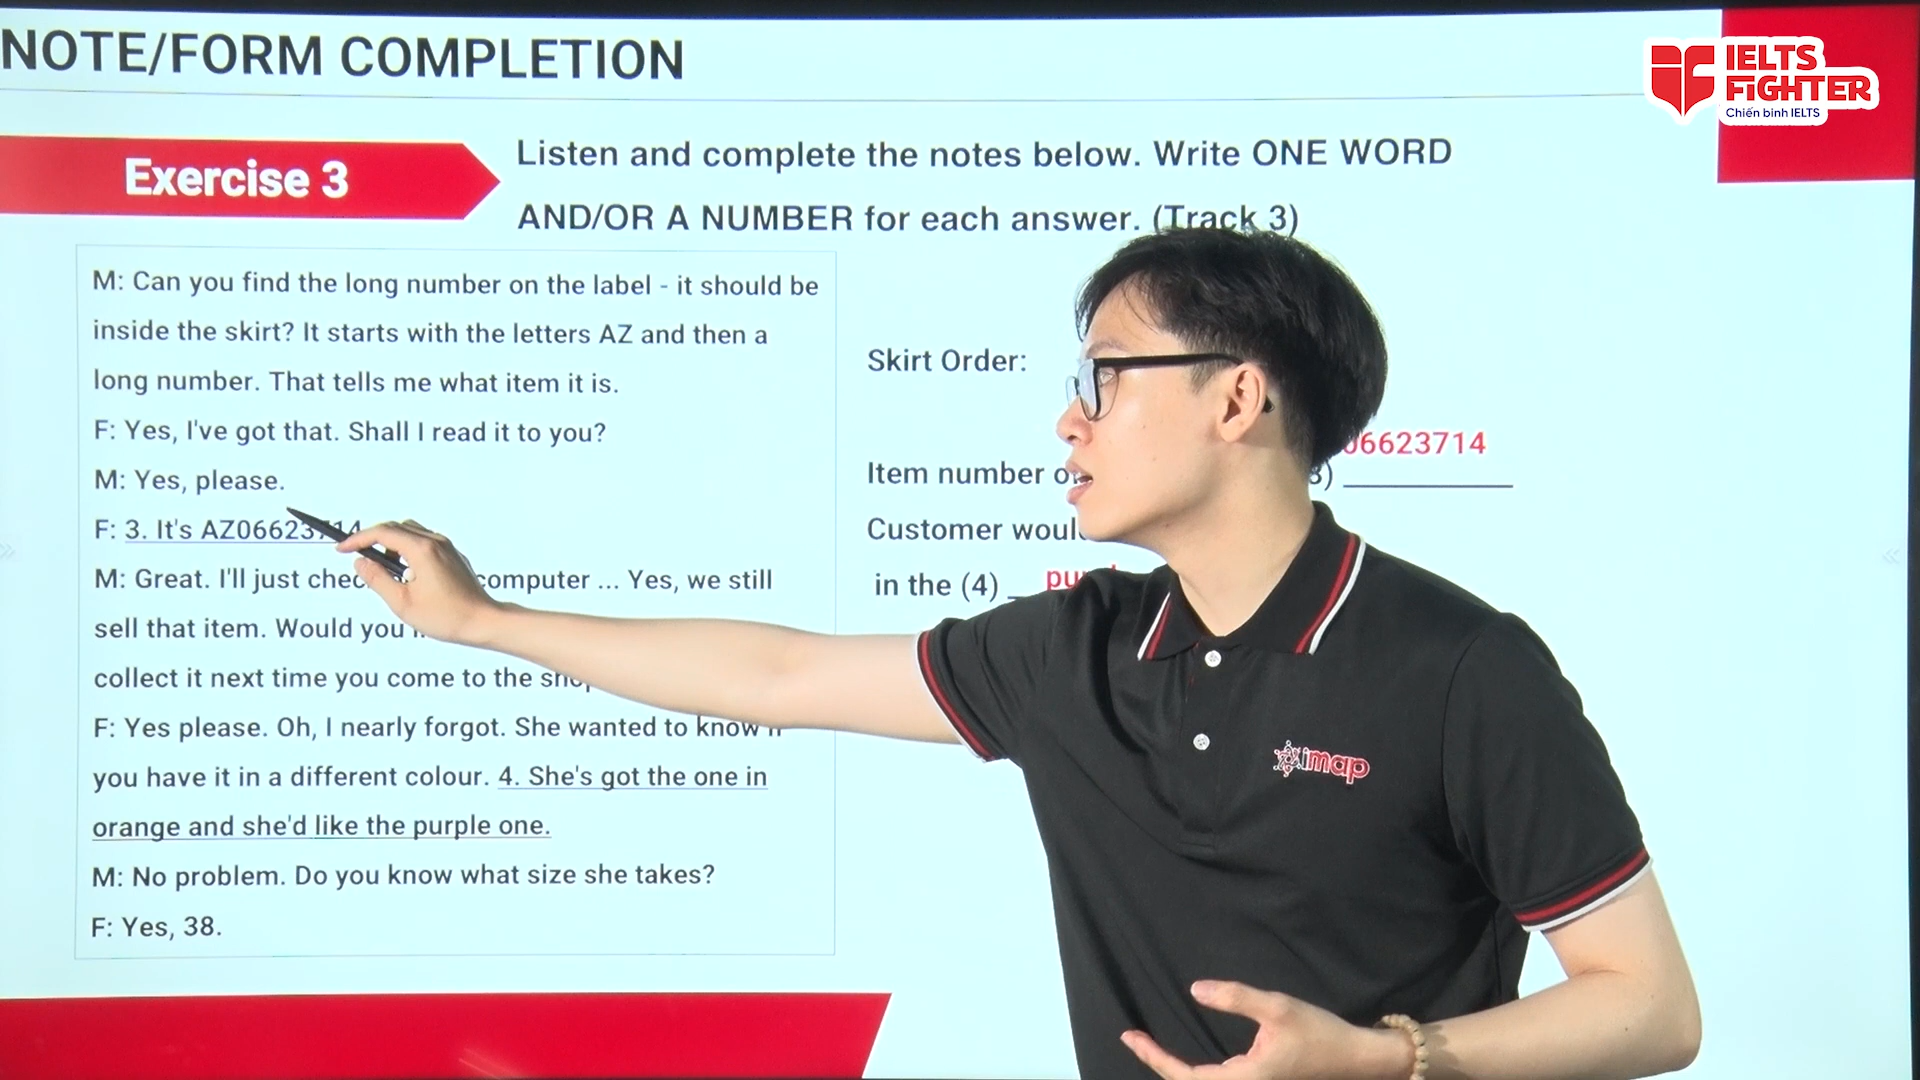 NOTE/FORM COMPLETION
IELTS
FIGHTER
Chiến binh IELTS
Exercise 3
Listen and complete the notes below. Write ONE WORD
AND/OR A NUMBER for each answer. (Track 3)
M: Can you find the long number on the label - it should be
inside the skirt? It starts with the letters AZ and then a
long number. That tells me what item it is.
F: Yes, I've got that. Shall I read it to you?
M: Yes, please.
F: 3. It's AZ06623714
M: Great. I'll just computer ... Yes, we still
sell that item. Would you
collect it next time you come to the
F: Yes please. Oh, I nearly forgot. She wanted to know
you have it in a different colour. 4. She's got the one in
orange and she'd like the purple one.
M: No problem. Do you know what size she takes?
F: Yes, 38.
Skirt Order:
06623714
Item number
Customer
in the (4)
imap